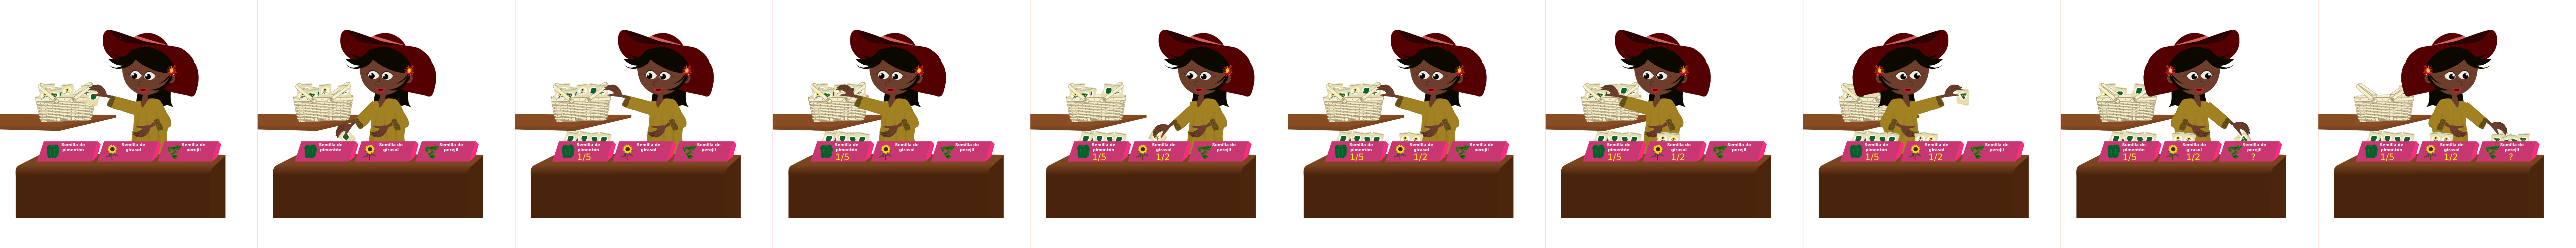 Semilla de
pimentón
Semilla de
girasol
Semilla de
perejil
Semilla de
pimentón
Semilla de
girasol
Semilla de
perejil
Semilla de
pimentón
1/5
Semilla de
girasol
Semilla de
perejil
Semilla de
pimentón
1/5
Semilla de
girasol
Semilla de
perejil
Semilla de
pimentón
1/5
Semilla de
girasol
1/2
Semilla de
perejil
Semilla de
pimentón
1/5
Semilla de
girasol
1/2
Semilla de
perejil
Semilla de
pimentón
1/5
Semilla de
girasol
1/2
Semilla de
perejil
Semilla de
pimentón
1/5
Semilla de
girasol
1/2
Semilla de
perejil
Semilla de
pimentón
1/5
Semilla de
girasol
1/2
Semilla de
perejil
?
Semilla de
pimentón
1/5
Semilla de
girasol
1/2
Semilla de
perejil
?